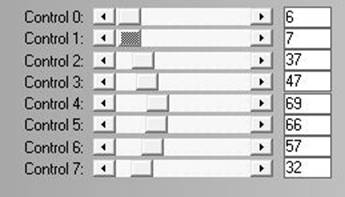 Control 0: 6
Control 1: 7
Control 2: 37
Control 3: 47
Control 4: 69
Control 5: 66
Control 6: 57
Control 7: 32